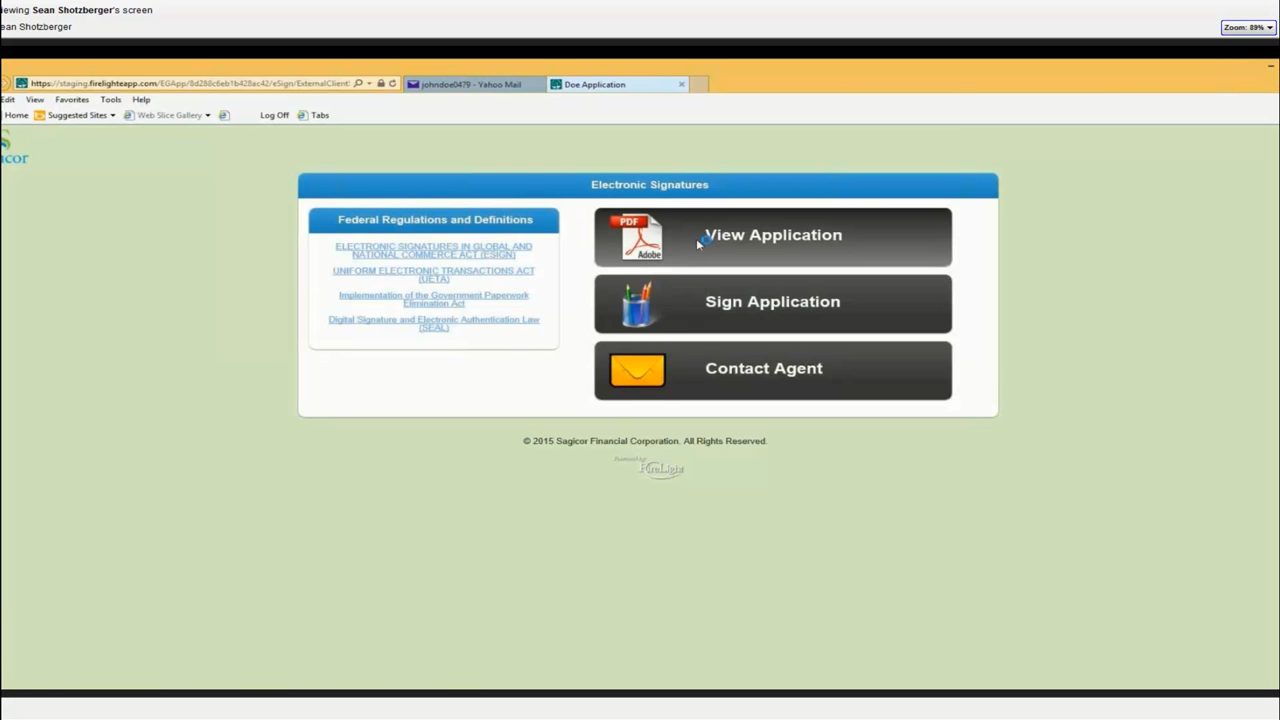 iewing Sean Shotzberger's screen
ean Shotzberger
Zoom: 89%
https://staging.firelighteapp.com/EGApp/8d288c6eb1b428ac42/eSign/ExternalClient
johndoe0479 - Yahoo Mail
Doe Application
Edit View Favorites Tools Help
Home Suggested Sites Web Slice Gallery Log Off Tabs
icor
Electronic Signatures
Federal Regulations and Definitions
ELECTRONIC SIGNATURES IN GLOBAL AND
NATIONAL COMMERCE ACT (ESIGN)
UNIFORM ELECTRONIC TRANSACTIONS ACT
(UETA)
Implementation of the Government Paperwork
Elimination Act
Digital Signature and Electronic Authentication Law
(SEAL)
PDF
Adobe
View Application
Sign Application
Contact Agent
© 2015 Sagicor Financial Corporation. All Rights Reserved.
Powered by:
FireLight